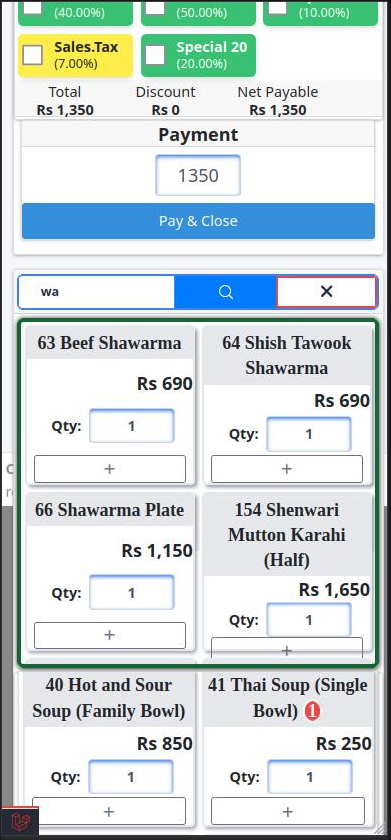 (40.00%) (50.00%) (10.00%)
Sales.Tax Special 20
(7.00%) (20.00%)
Total Discount Net Payable
Rs 1,350 Rs 0 Rs 1,350
Payment
1350
Pay & Close
wa
63 Beef Shawarma
Rs 690
Qty: 1
+
64 Shish Tawook
Shawarma
Rs 690
Qty: 1
+
66 Shawarma Plate
Rs 1,150
Qty: 1
+
154 Shenwari
Mutton Karahi
(Half)
Rs 1,650
Qty: 1
+
40 Hot and Sour
Soup (Family Bowl)
Rs 850
Qty: 1
+
41 Thai Soup (Single
Bowl) 1
Rs 250
Qty: 1
+